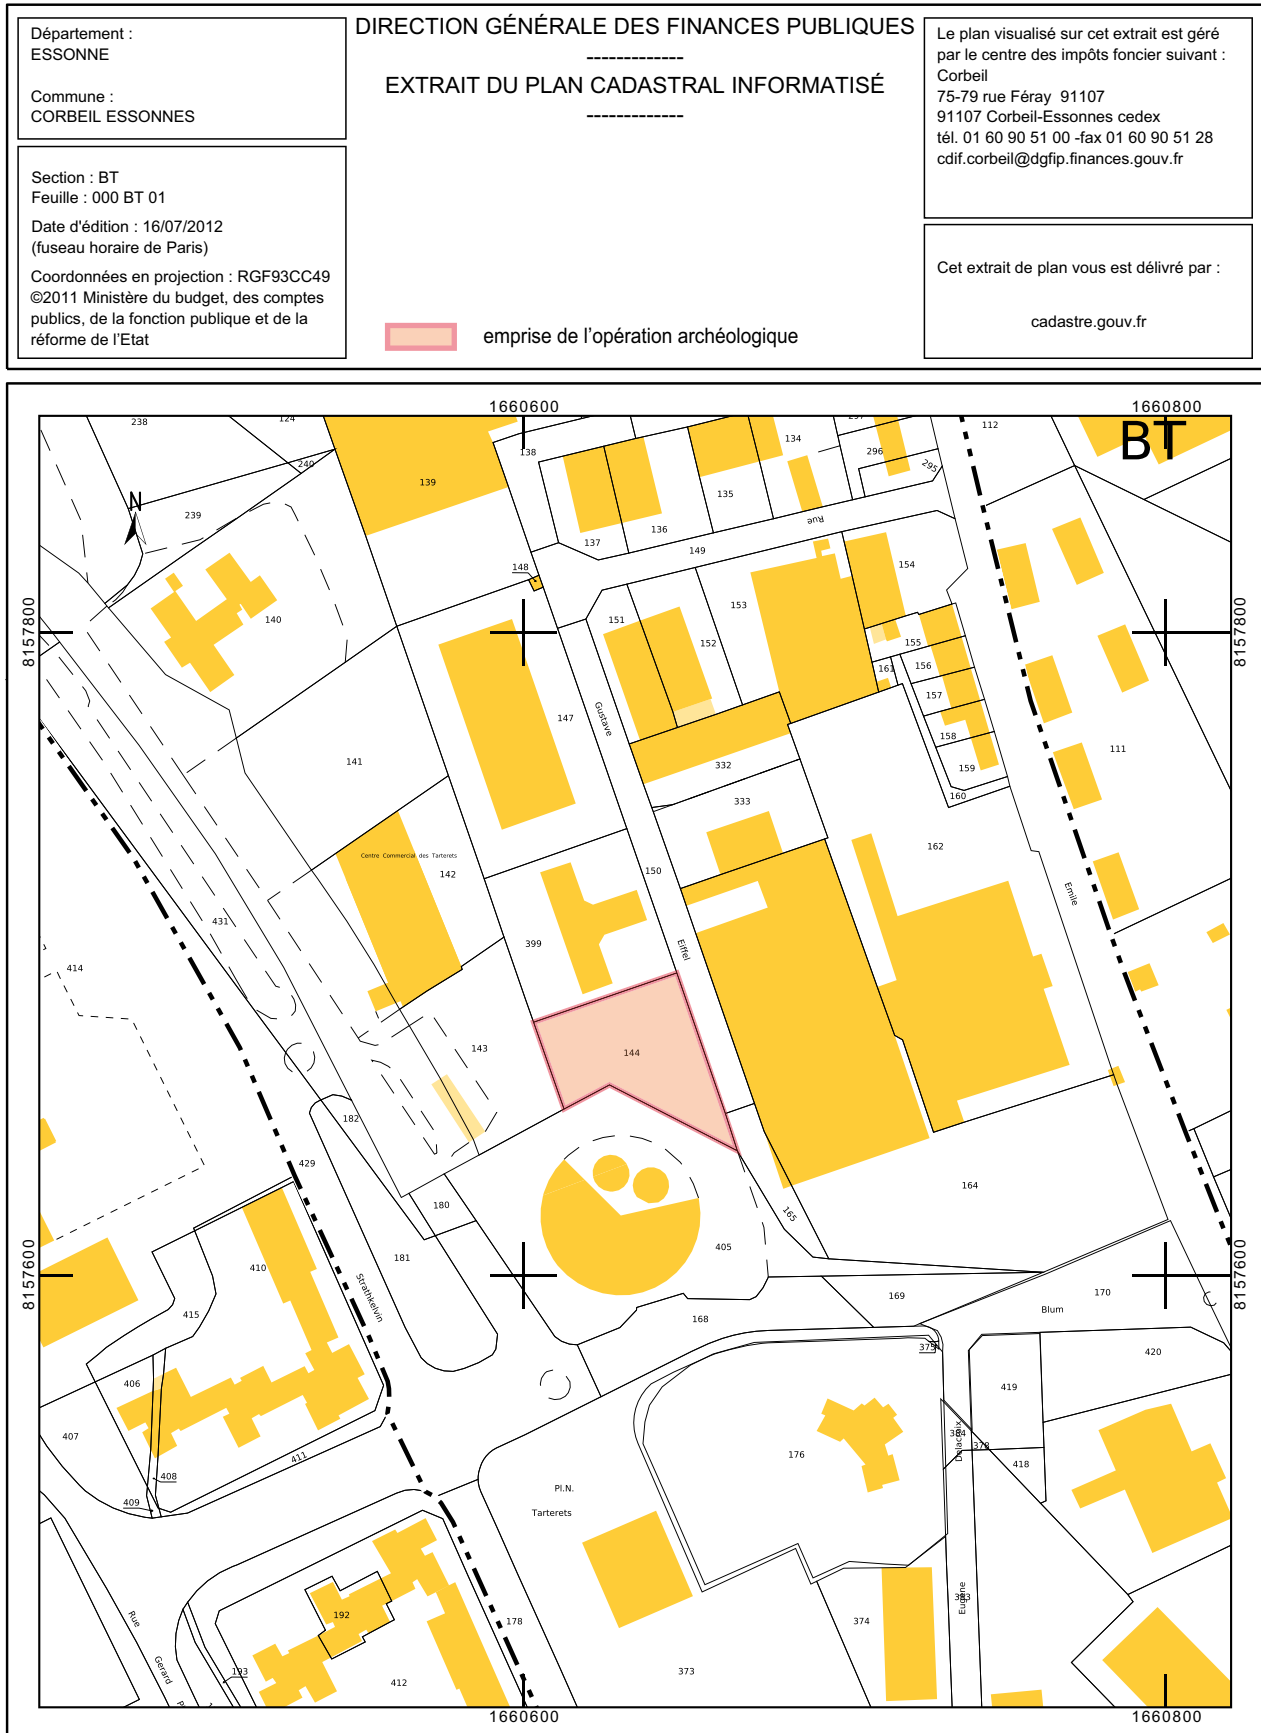 Département :
ESSONNE
Commune :
CORBEIL ESSONNES
Section : BT
Feuille : 000 BT 01
Date d'édition : 16/07/2012
(fuseau horaire de Paris)
Coordonnées en projection : RGF93CC49
©2011 Ministère du budget, des comptes
publics, de la fonction publique et de la
réforme de l'Etat
DIRECTION GÉNÉRALE DES FINANCES PUBLIQUES
-------------
EXTRAIT DU PLAN CADASTRAL INFORMATISÉ
-------------
emprise de l'opération archéologique
Le plan visualisé sur cet extrait est géré
par le centre des impôts foncier suivant :
Corbeil
75-79 rue Féray 91107
91107 Corbeil-Essonnes cedex
tél. 01 60 90 51 00 -fax 01 60 90 51 28
cdif.corbeil@dgfip.finances.gouv.fr
Cet extrait de plan vous est délivré par :
cadastre.gouv.fr
1660600
1660800
BT
238
124
240
239
N
139
138
137
136
135
134
297
296
295
112
Rue
149
148
140
151
152
153
154
155
156
157
158
159
160
161
8157800
8157800
147
Gustave
141
332
333
111
162
Centre Commercial des Tarterets
142
150
Emile
431
414
399
Eiffel
143
144
182
429
180
164
165
405
181
410
415
Strathkelvin
8157600
8157600
168
169
170
Blum
375
420
419
406
407
408
409
411
176
384
378
Delacroix
418
Pl.N.
Tarterets
192
193
412
178
373
374
383
Eugène
Rue
Gerard
1660600
1660800